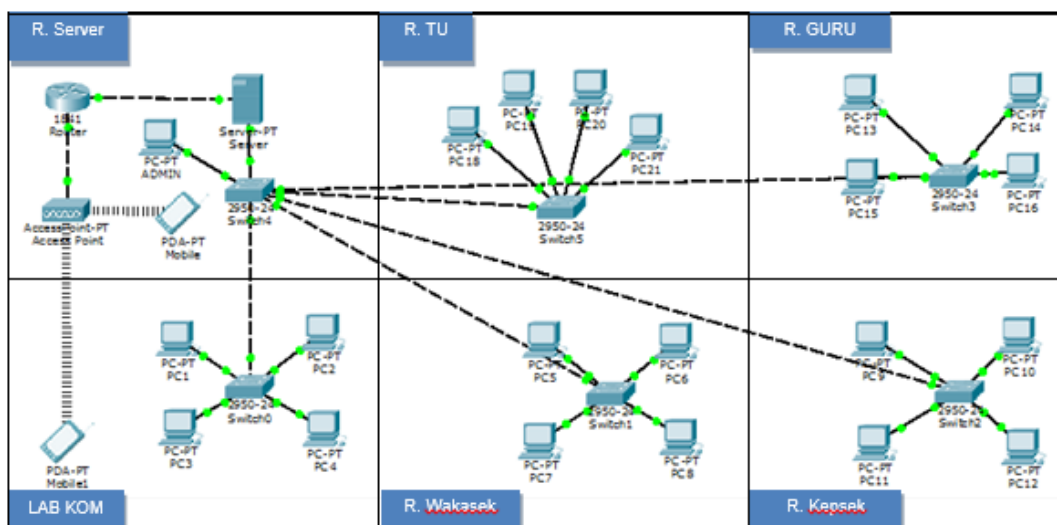 R. Server
R. TU
R. GURU
1841
Router
Server-PT
Server
PC-PT
ADMIN
2950-24
Switch4
AccessPoint-PT
Access Point
PDA-PT
Mobile
PC-PT
PC18
PC-PT
PC19
PC-PT
PC20
PC-PT
PC21
2950-24
Switch5
PC-PT
PC13
PC-PT
PC14
PC-PT
PC15
2950-24
Switch3
PC-PT
PC16
PC-PT
PC1
PC-PT
PC2
2950-24
Switch0
PC-PT
PC3
PC-PT
PC4
PDA-PT
Mobile1
PC-PT
PC5
PC-PT
PC6
2950-24
Switch1
PC-PT
PC7
PC-PT
PC8
PC-PT
PC9
PC-PT
PC10
2950-24
Switch2
PC-PT
PC11
PC-PT
PC12
LAB KOM
R. Wakasek
R. Kepsek